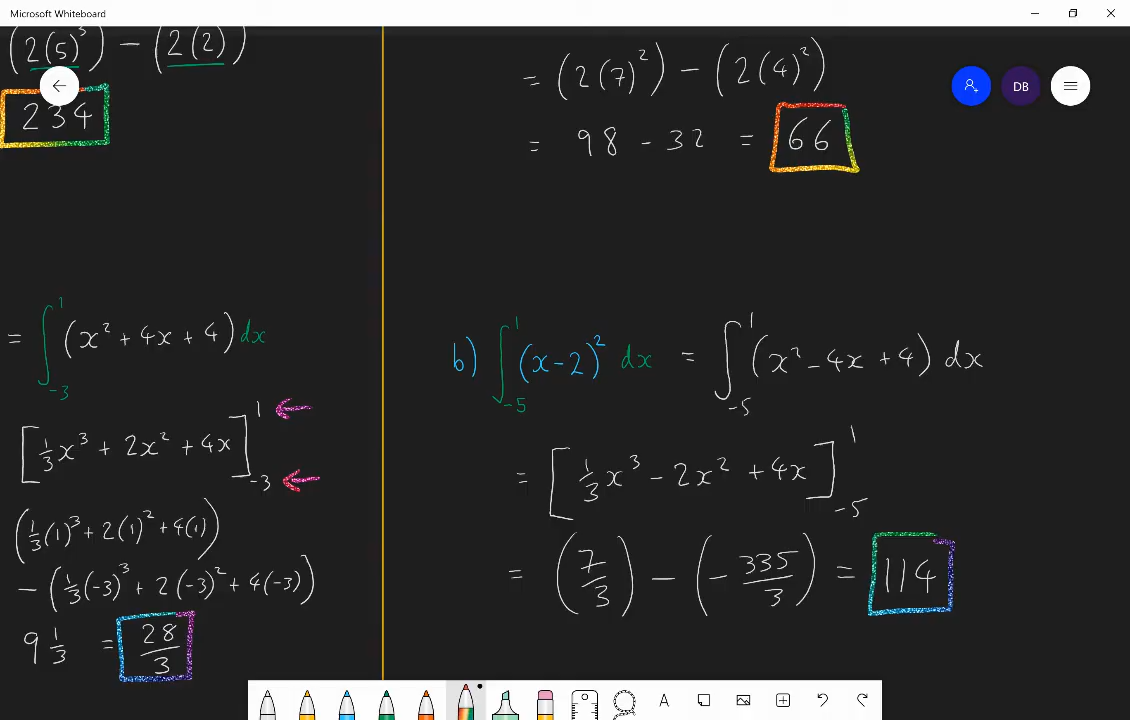 Microsoft Whiteboard
(2(5)³) − (2(2)³)
234
= ∫₋₃¹ (x² + 4x + 4) dx
[⅓x³ + 2x² + 4x]₋₃¹
(⅓(1)³ + 2(1)² + 4(1))
− (⅓(-3)³ + 2(-3)² + 4(-3))
9⅓ = 28/3
= (2(7)²) − (2(4)²)
= 98 − 32 = 66
DB
b) ∫₋₅¹ (x−2)² dx = ∫₋₅¹ (x² − 4x + 4) dx
= [⅓x³ − 2x² + 4x]₋₅¹
= (7/3) − (−335/3) = 114
A